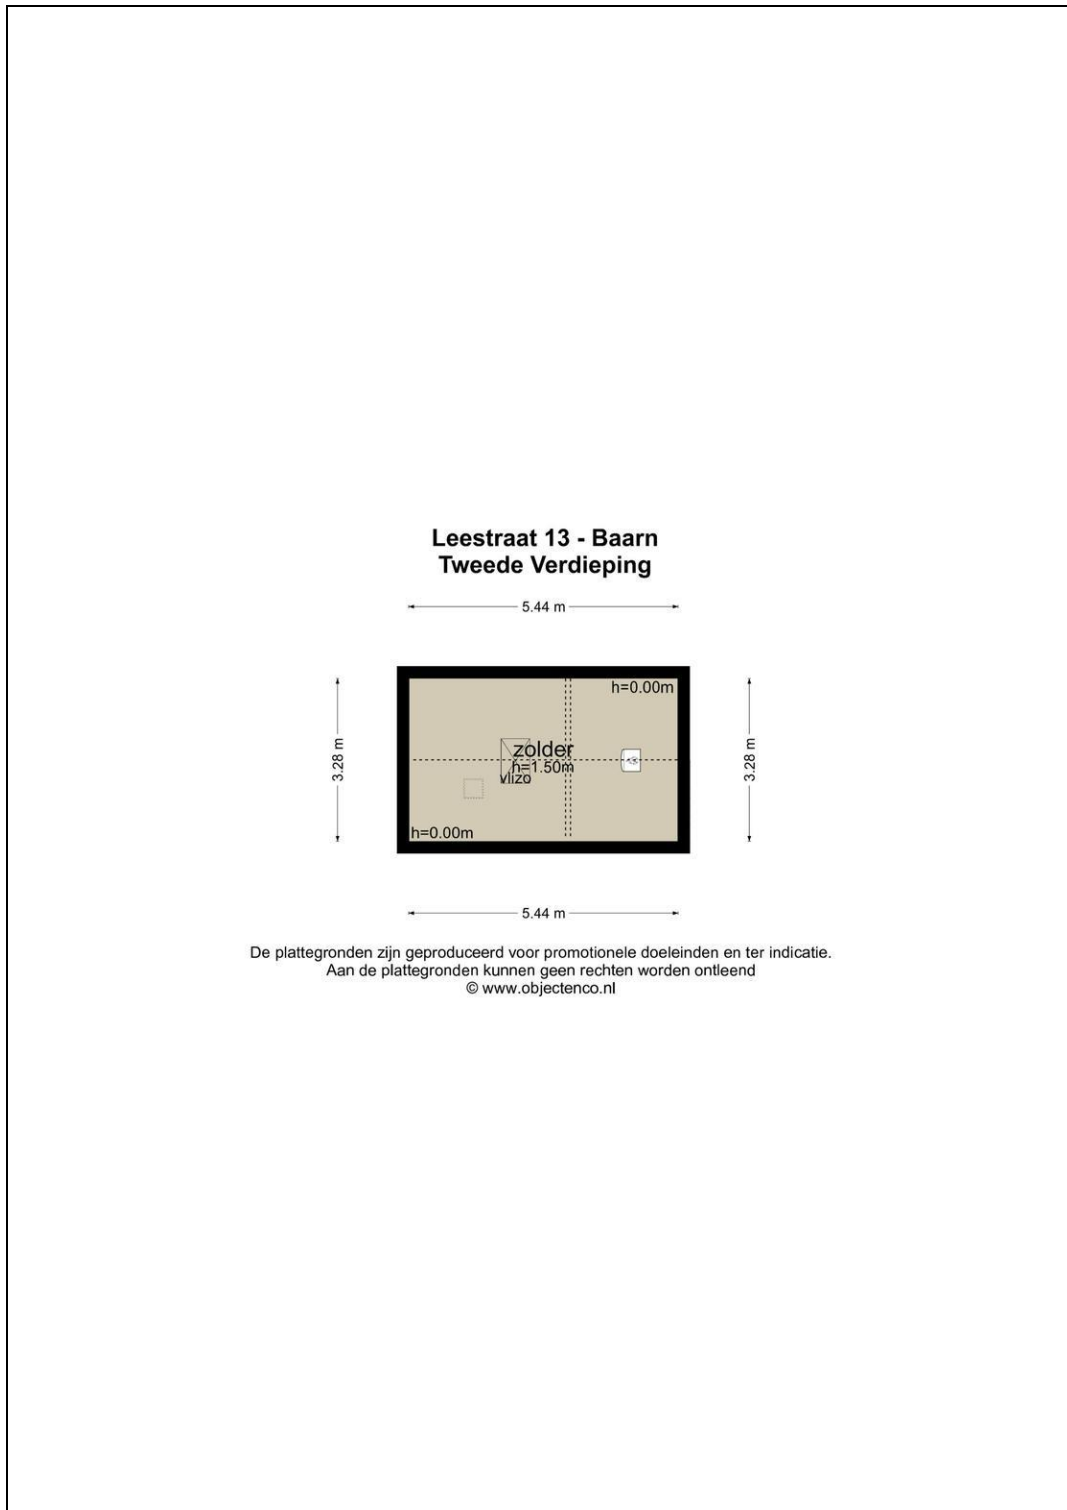 Leestraat 13 - Baarn
Tweede Verdieping
5.44 m
h=0.00m
3.28 m
zolder
h=1.50m
vlizo
3.28 m
h=0.00m
5.44 m
De plattegronden zijn geproduceerd voor promotionele doeleinden en ter indicatie.
Aan de plattegronden kunnen geen rechten worden ontleend
© www.objectenco.nl